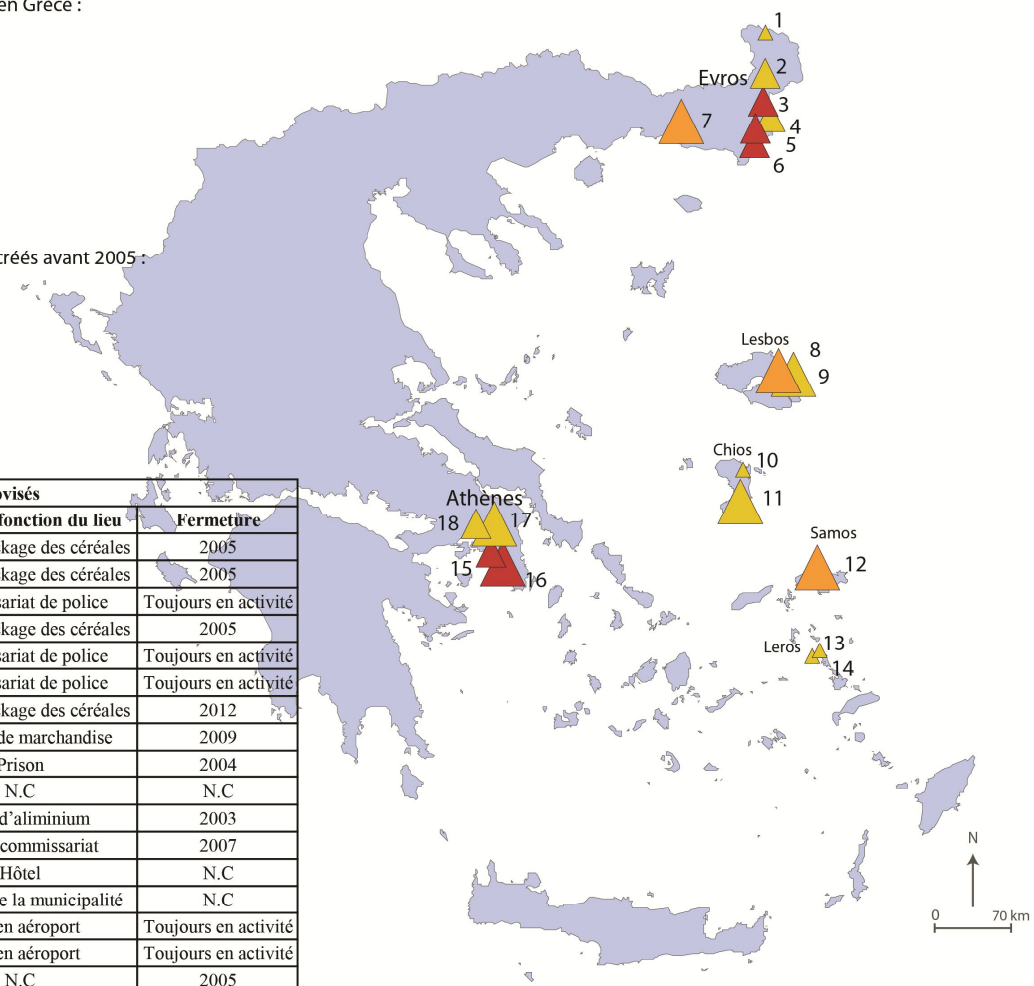 en Grèce :
1
Evros 2
3
7
4
5
6
créés avant 2005 :
Lesbos
8
9
Chios
10
11
Athènes
18 17
15
16
Samos
12
Leros 13
14
ovisés
fonction du lieu Fermeture
kage des céréales 2005
kage des céréales 2005
sariat de police Toujours en activité
kage des céréales 2005
sariat de police Toujours en activité
sariat de police Toujours en activité
kage des céréales 2012
de marchandise 2009
Prison 2004
N.C N.C
d'aliminium 2003
commissariat 2007
Hôtel N.C
e la municipalité N.C
en aéroport Toujours en activité
en aéroport Toujours en activité
N.C 2005
N
0 70 km